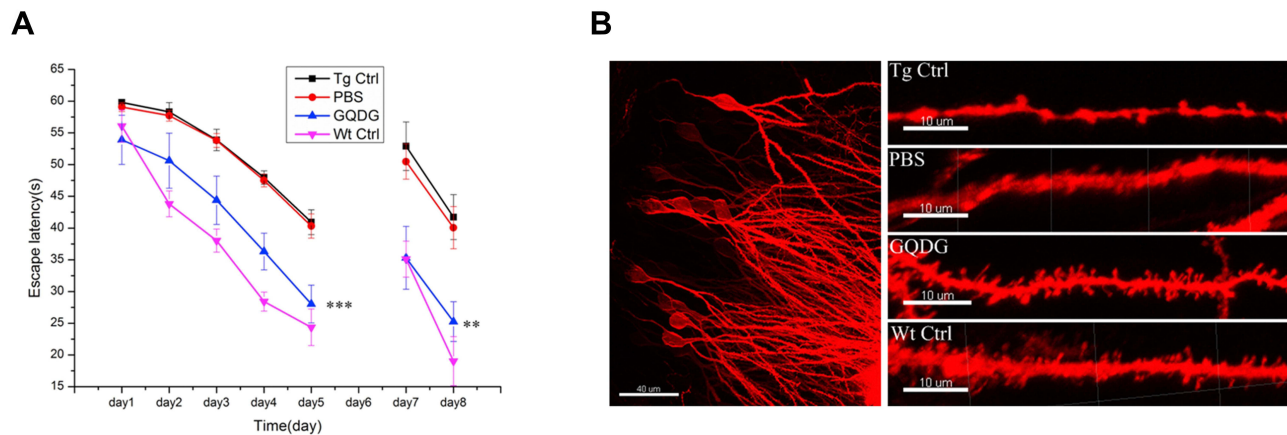 A
B
65
60
55
50
45
40
35
30
25
20
15
Escape latency(s)
Tg Ctrl
PBS
GQDG
Wt Ctrl
***
**
day1 day2 day3 day4 day5 day6 day7 day8
Time(day)
40 um
Tg Ctrl
10 um
PBS
10 um
GQDG
10 um
Wt Ctrl
10 um